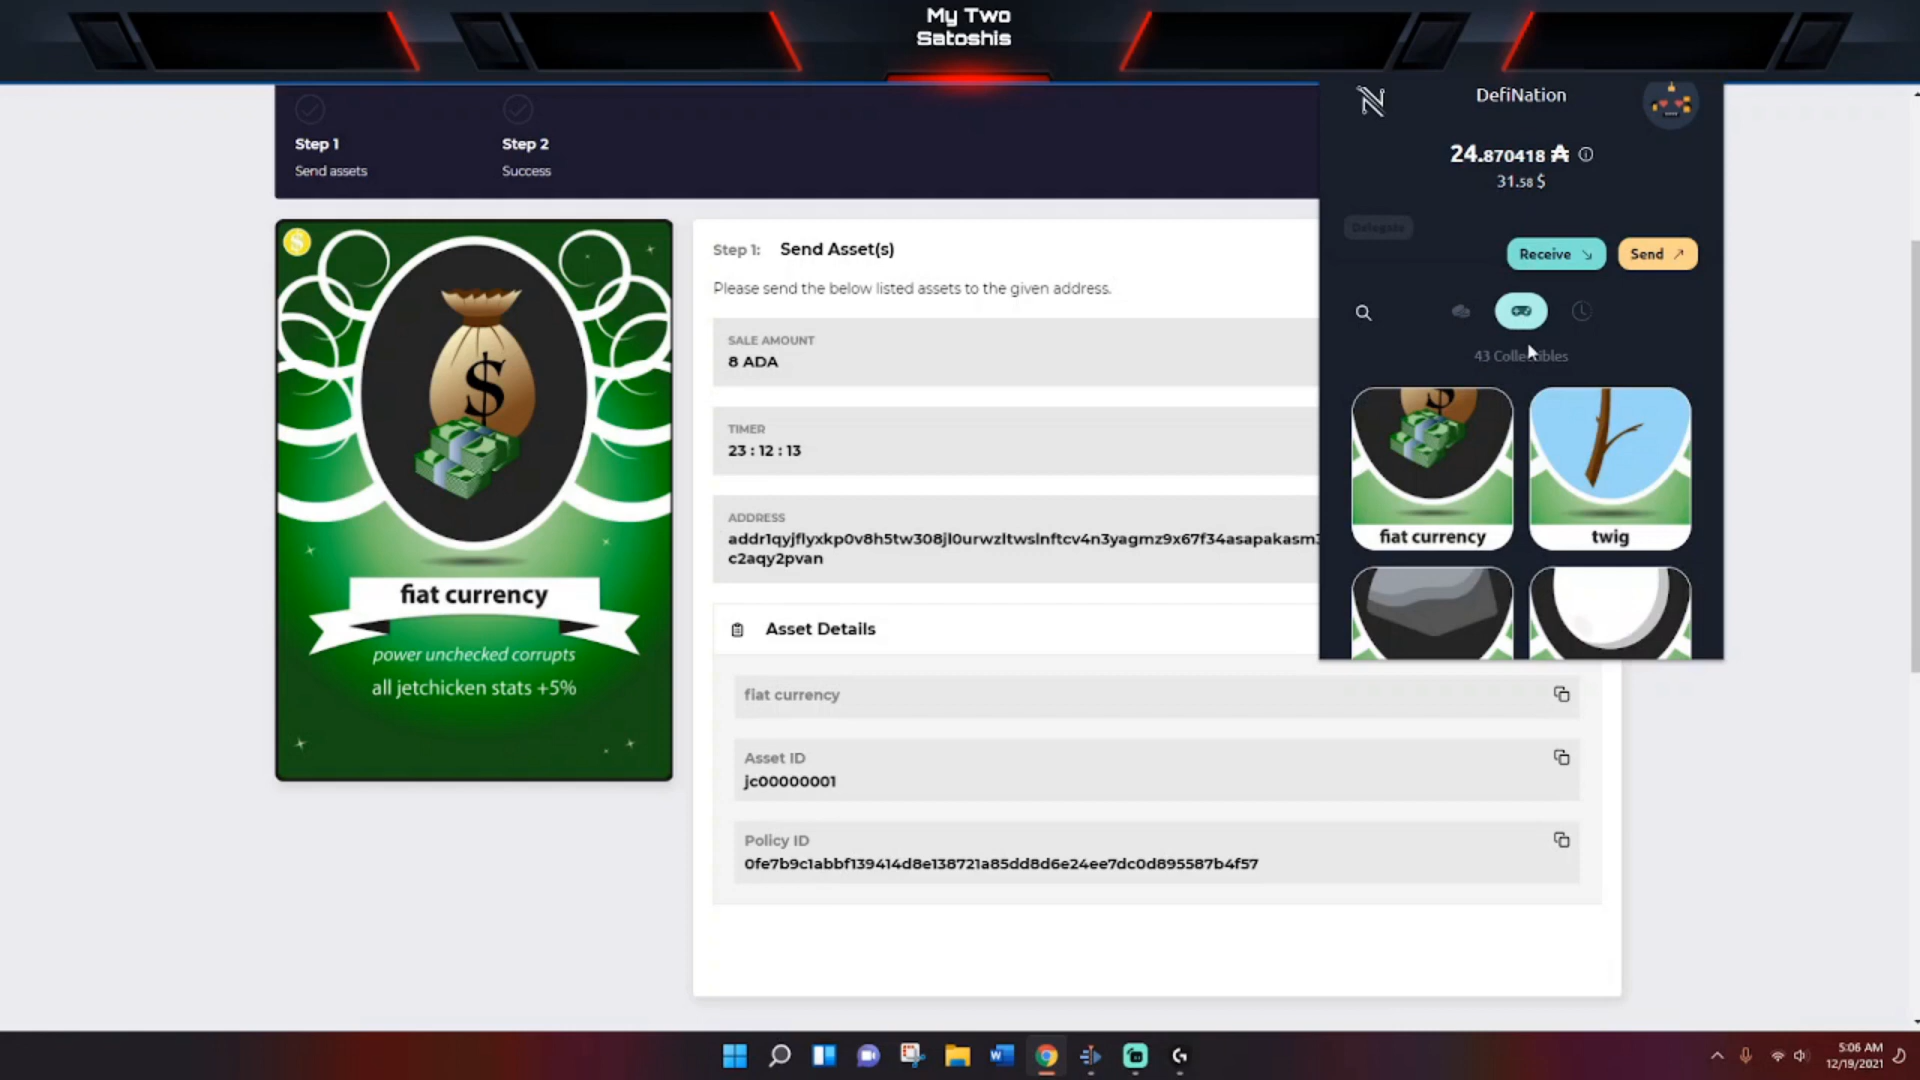 My Two
Satoshis
Step 1
Send assets
Step 2
Success
$
$
fiat currency
power unchecked corrupts
all jetchicken stats +5%
Step 1: Send Asset(s)
Please send the below listed assets to the given address.
SALE AMOUNT
8 ADA
TIMER
23 : 12 : 13
ADDRESS
addr1qyjflyxkp0v8h5tw308jl0urwzltwslnftcv4n3yagmz9x67f34asapakasm
c2aqy2pvan
Asset Details
fiat currency
Asset ID
jc00000001
Policy ID
0fe7b9c1abbf139414d8e138721a85dd8d6e24ee7dc0d895587b4f57
DefiNation
24.870418 ₳
31.58 $
Delegate
Receive
Send
43 Collectibles
$
fiat currency
twig
5:06 AM
12/19/2021